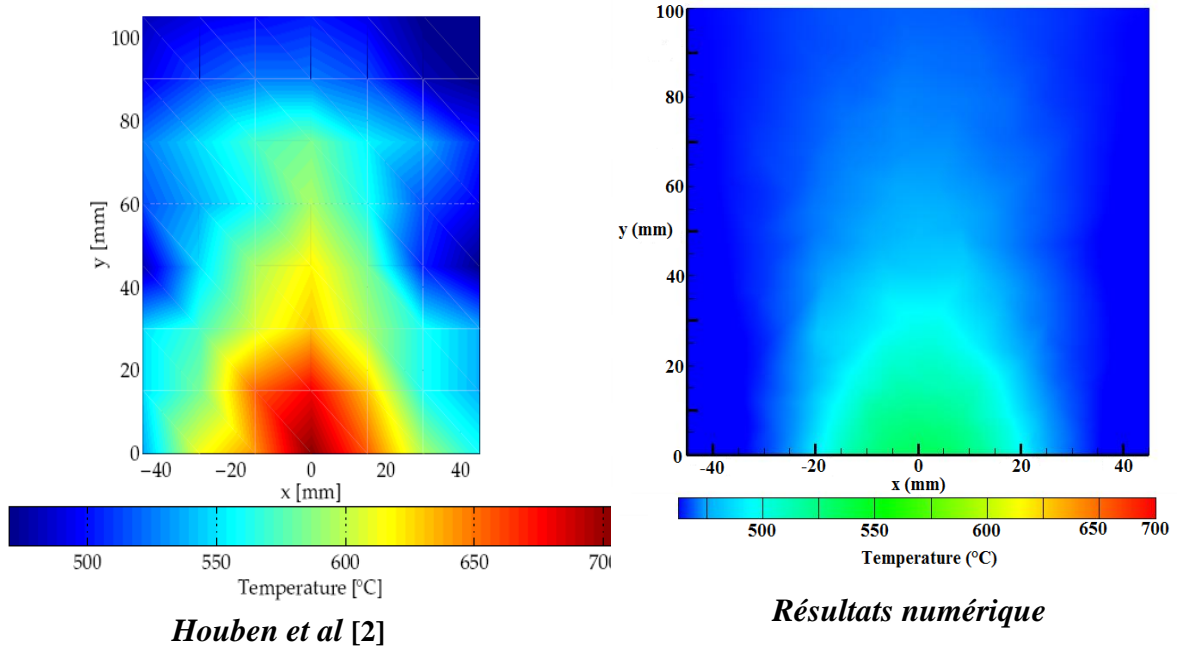 100
80
60
40
20
0
y [mm]
−40 −20 0 20 40
x [mm]
500 550 600 650 700
Temperature [°C]
Houben et al [2]
100
80
60
40
20
0
y (mm)
-40 -20 0 20 40
x (mm)
500 550 600 650 700
Temperature (°C)
Résultats numérique